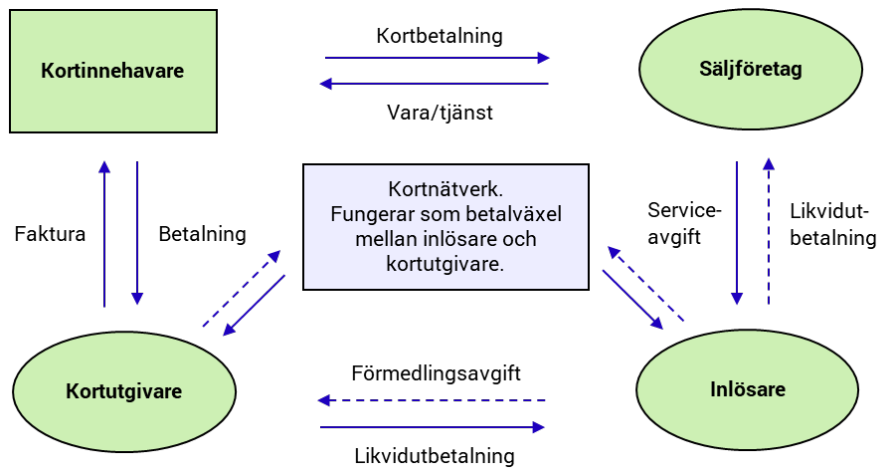 Kortbetalning
Kortinnehavare
Säljföretag
Vara/tjänst
Kortnätverk.
Fungerar som betalväxel
mellan inlösare och
kortutgivare.
Faktura
Betalning
Service-
avgift
Likvidut-
betalning
Förmedlingsavgift
Kortutgivare
Inlösare
Likvidutbetalning